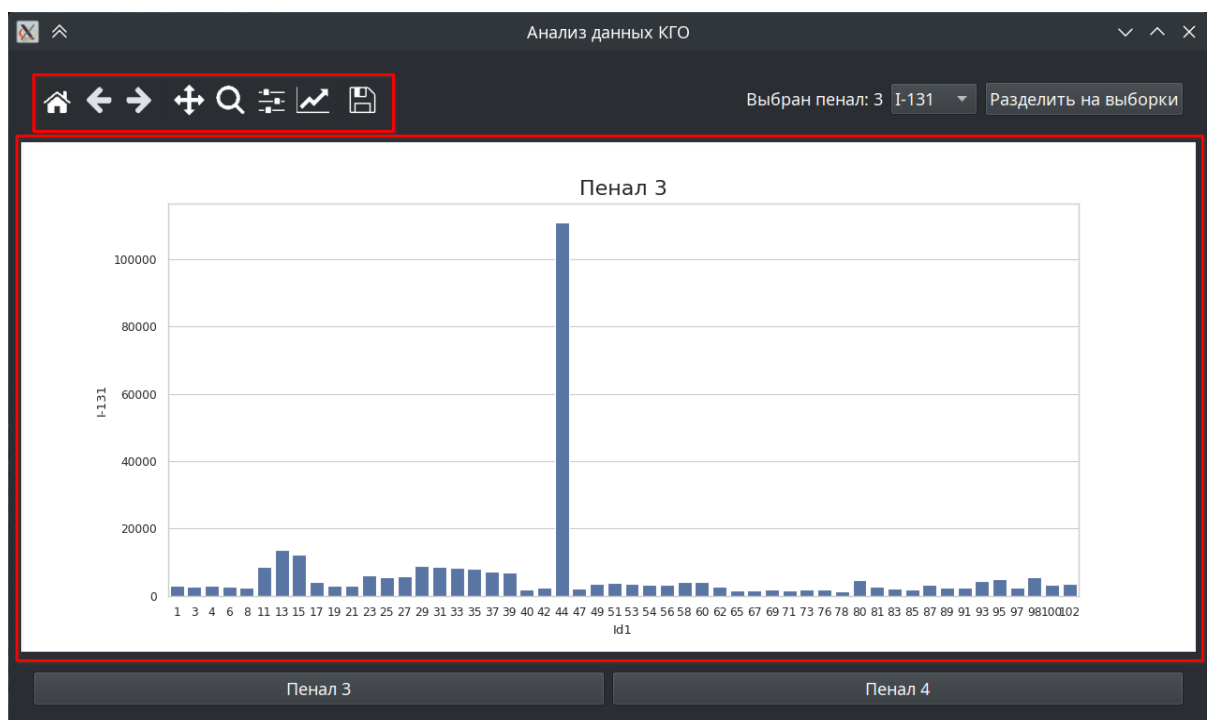 Анализ данных КГО
Выбран пенал: 3 I-131 Разделить на выборки
Пенал 3
100000
80000
60000
40000
20000
0
I-131
1 3 4 6 8 11 13 15 17 19 21 23 25 27 29 31 33 35 37 39 40 42 44 47 49 51 53 54 56 58 60 62 65 67 69 71 73 76 78 80 81 83 85 87 89 91 93 95 97 98 100 102
Id1
Пенал 3 Пенал 4